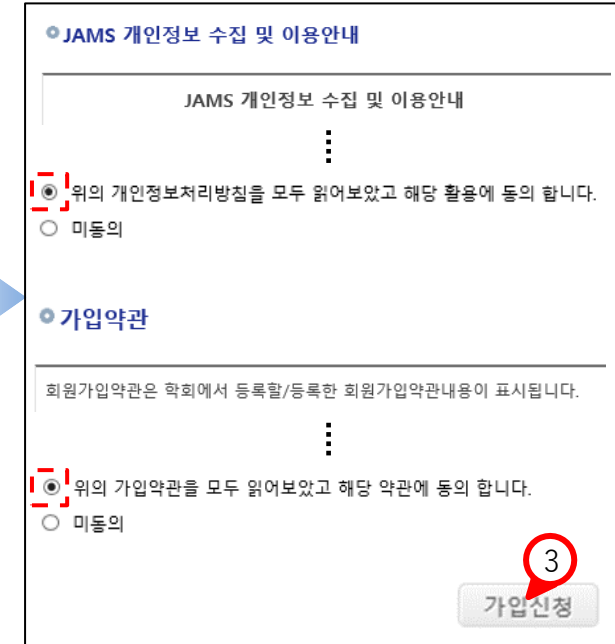 JAMS 개인정보 수집 및 이용안내
JAMS 개인정보 수집 및 이용안내
위의 개인정보처리방침을 모두 읽어보았고 해당 활용에 동의 합니다.
미동의
가입약관
회원가입약관은 학회에서 등록할/등록한 회원가입약관내용이 표시됩니다.
위의 가입약관을 모두 읽어보았고 해당 약관에 동의 합니다.
미동의
3
가입신청